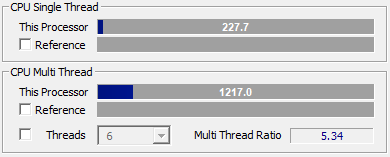 CPU Single Thread
This Processor 227.7
Reference
CPU Multi Thread
This Processor 1217.0
Reference
Threads 6 Multi Thread Ratio 5.34